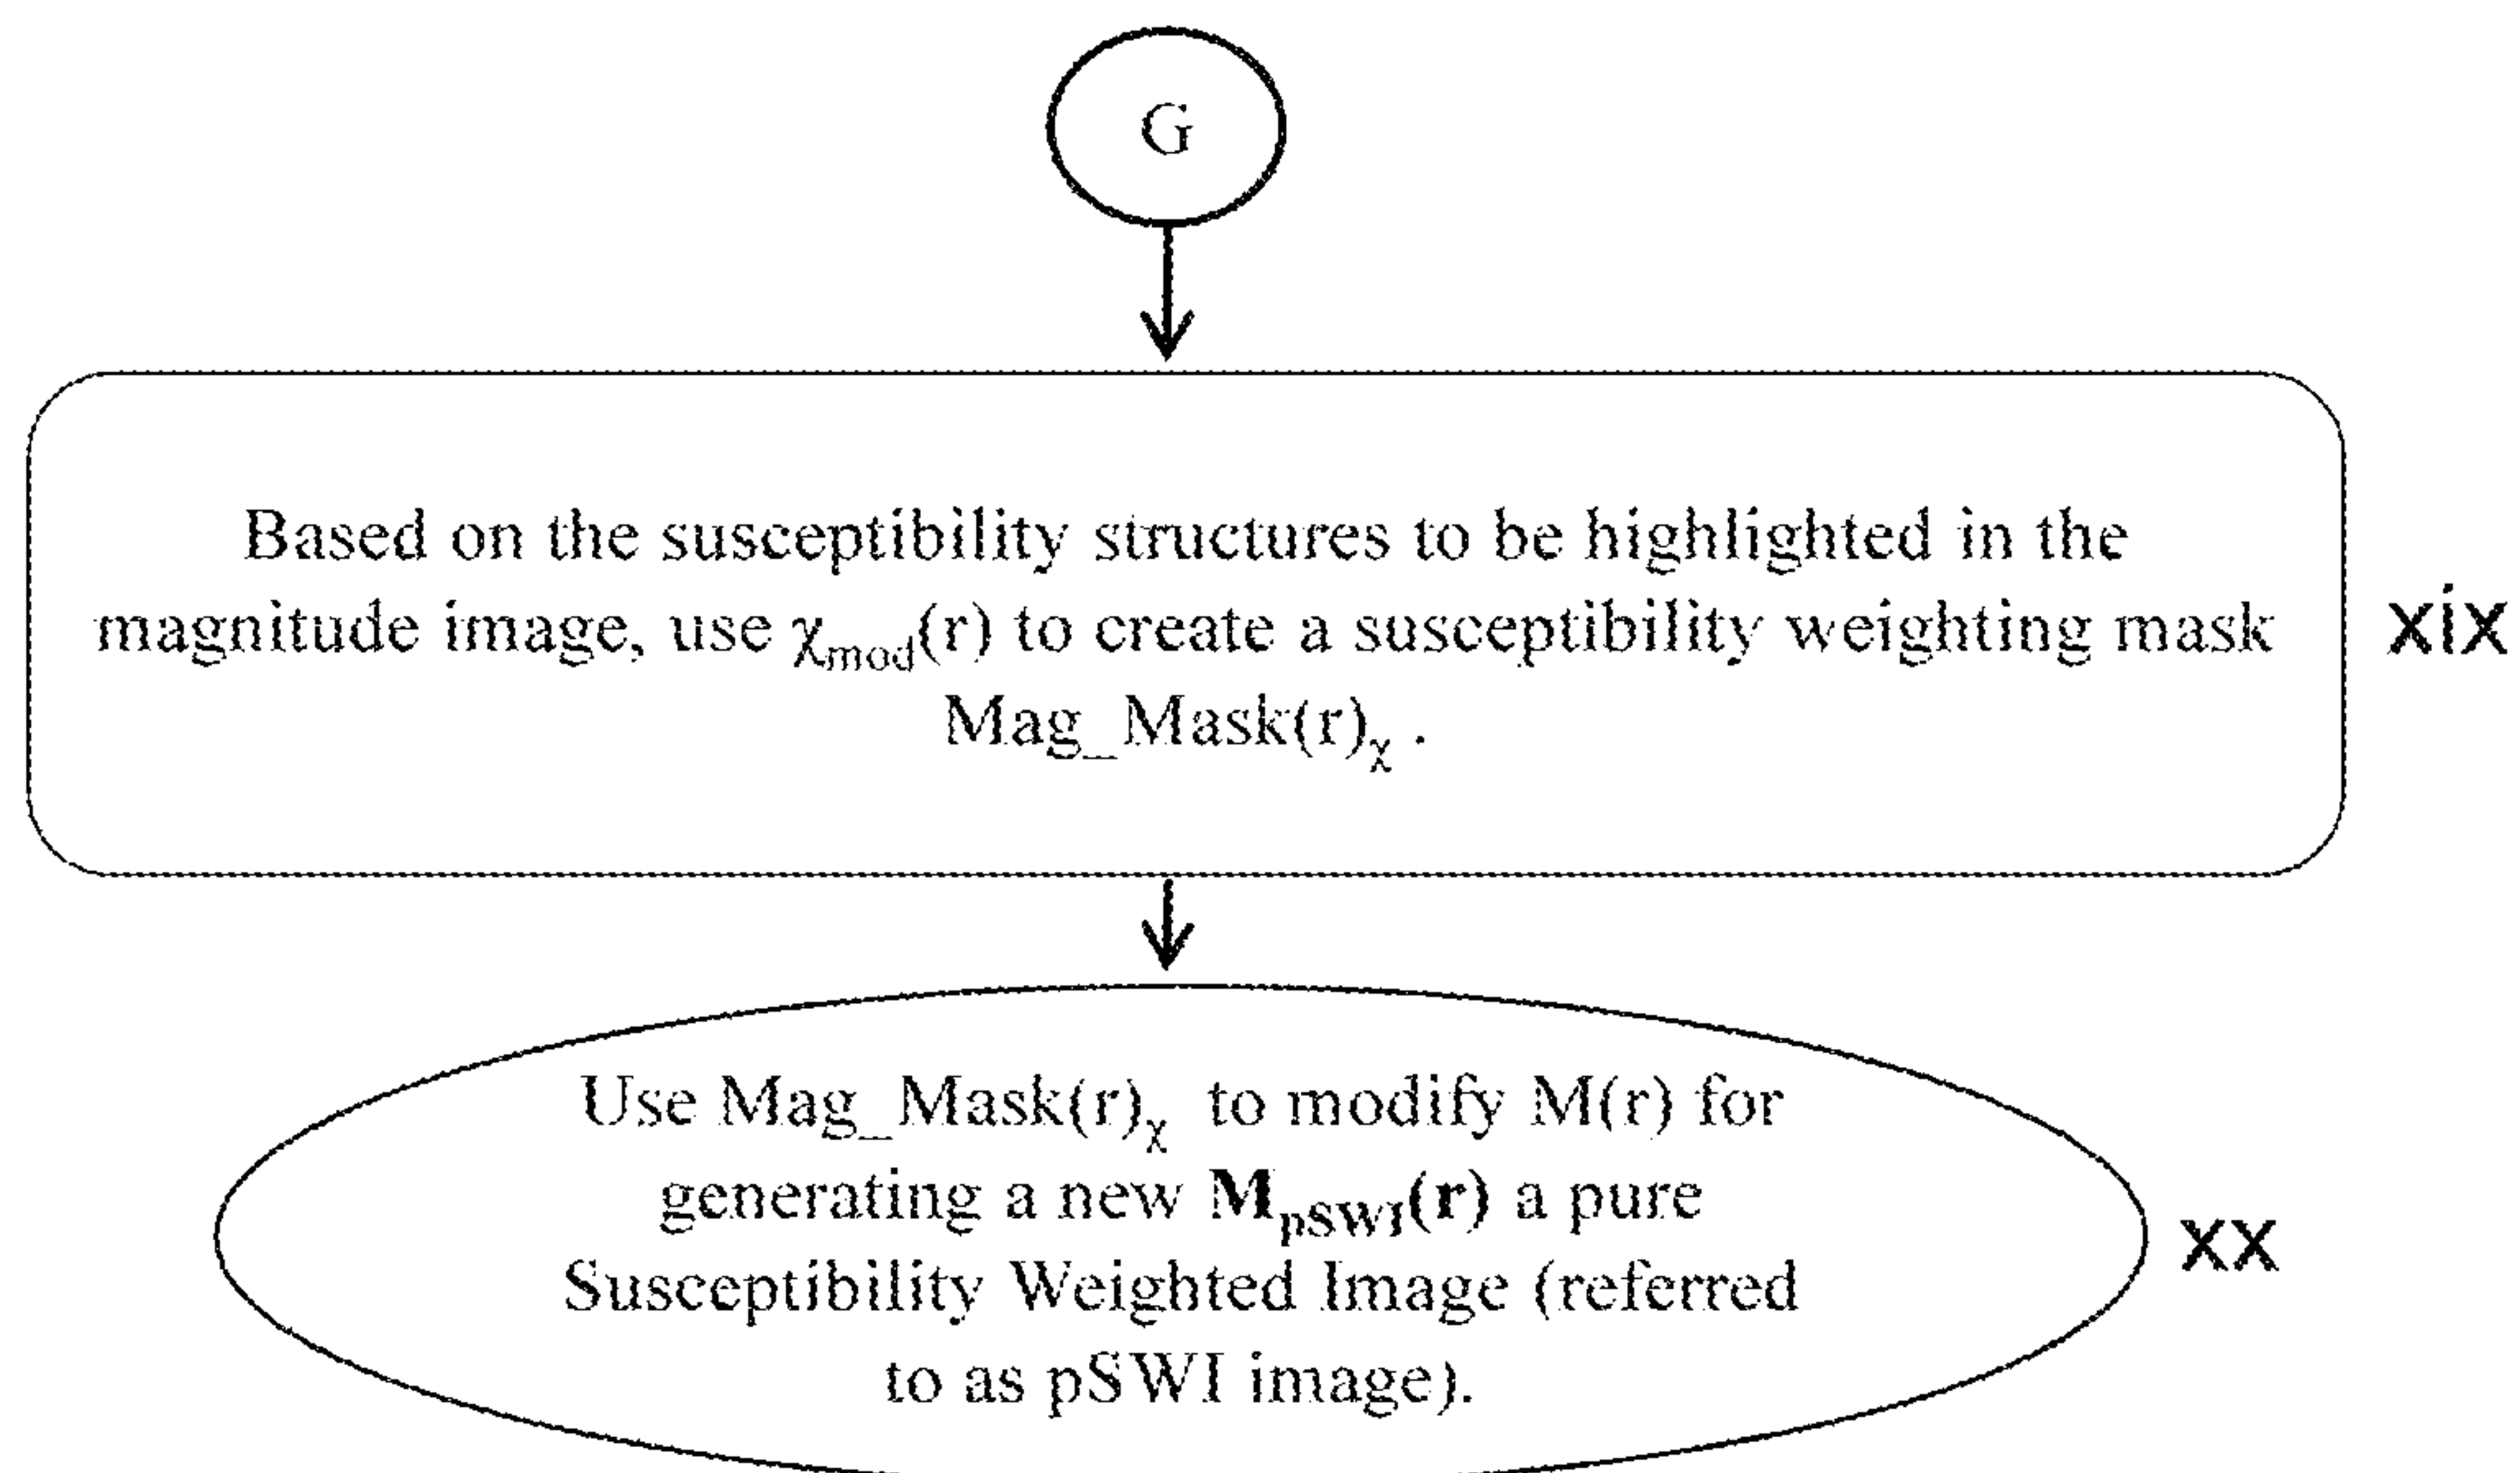 G
Based on the susceptibility structures to be highlighted in the
magnitude image, use χmod(r) to create a susceptibility weighting mask
Mag_Mask(r)χ .
xix
Use Mag_Mask(r)χ to modify M(r) for
generating a new MpSWI(r) a pure
Susceptibility Weighted Image (referred
to as pSWI image).
xx